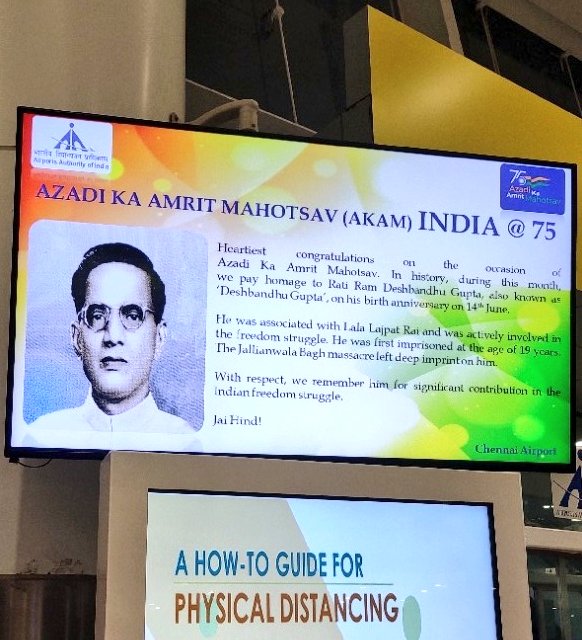 भारतीय विमानपत्तन प्राधिकरण
Airports Authority of India
75
Azadi Ka
Amrit Mahotsav
AZADI KA AMRIT MAHOTSAV (AKAM) INDIA @ 75
Heartiest congratulations on the occasion of
Azadi Ka Amrit Mahotsav. In history, during this month,
we pay homage to Rati Ram Deshbandhu Gupta, also known as
'Deshbandhu Gupta', on his birth anniversary on 14th June.
He was associated with Lala Lajpat Rai and was actively involved in
the freedom struggle. He was first imprisoned at the age of 19 years.
The Jallianwala Bagh massacre left deep imprint on him.
With respect, we remember him for significant contribution in the
Indian freedom struggle.
Jai Hind!
Chennai Airport
A HOW-TO GUIDE FOR
PHYSICAL DISTANCING